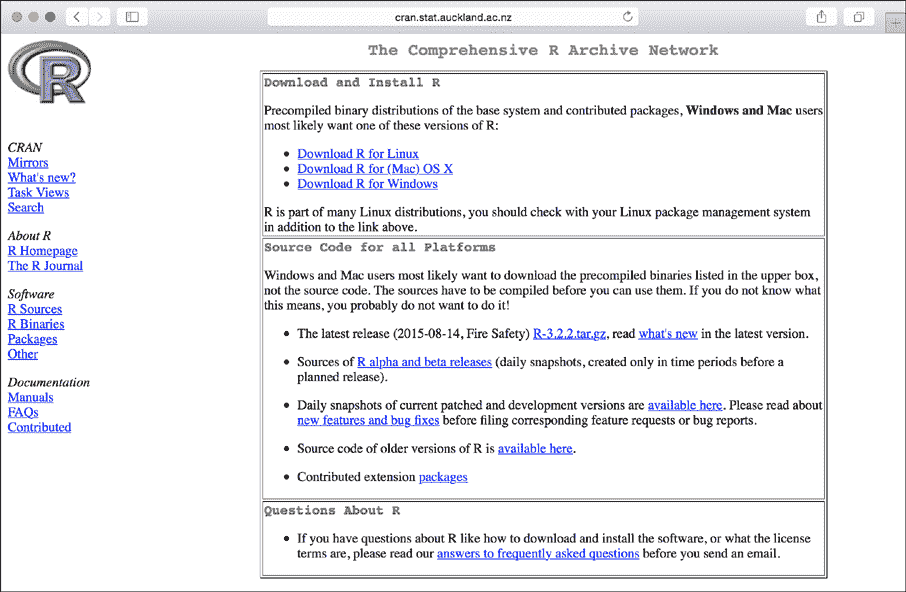 cran.stat.auckland.ac.nz
The Comprehensive R Archive Network
R
CRAN
Mirrors
What's new?
Task Views
Search
About R
R Homepage
The R Journal
Software
R Sources
R Binaries
Packages
Other
Documentation
Manuals
FAQs
Contributed
Download and Install R
Precompiled binary distributions of the base system and contributed packages, Windows and Mac users
most likely want one of these versions of R:
• Download R for Linux
• Download R for (Mac) OS X
• Download R for Windows
R is part of many Linux distributions, you should check with your Linux package management system
in addition to the link above.
Source Code for all Platforms
Windows and Mac users most likely want to download the precompiled binaries listed in the upper box,
not the source code. The sources have to be compiled before you can use them. If you do not know what
this means, you probably do not want to do it!
• The latest release (2015-08-14, Fire Safety) R-3.2.2.tar.gz, read what's new in the latest version.
• Sources of R alpha and beta releases (daily snapshots, created only in time periods before a
planned release).
• Daily snapshots of current patched and development versions are available here. Please read about
new features and bug fixes before filing corresponding feature requests or bug reports.
• Source code of older versions of R is available here.
• Contributed extension packages
Questions About R
• If you have questions about R like how to download and install the software, or what the license
terms are, please read our answers to frequently asked questions before you send an email.